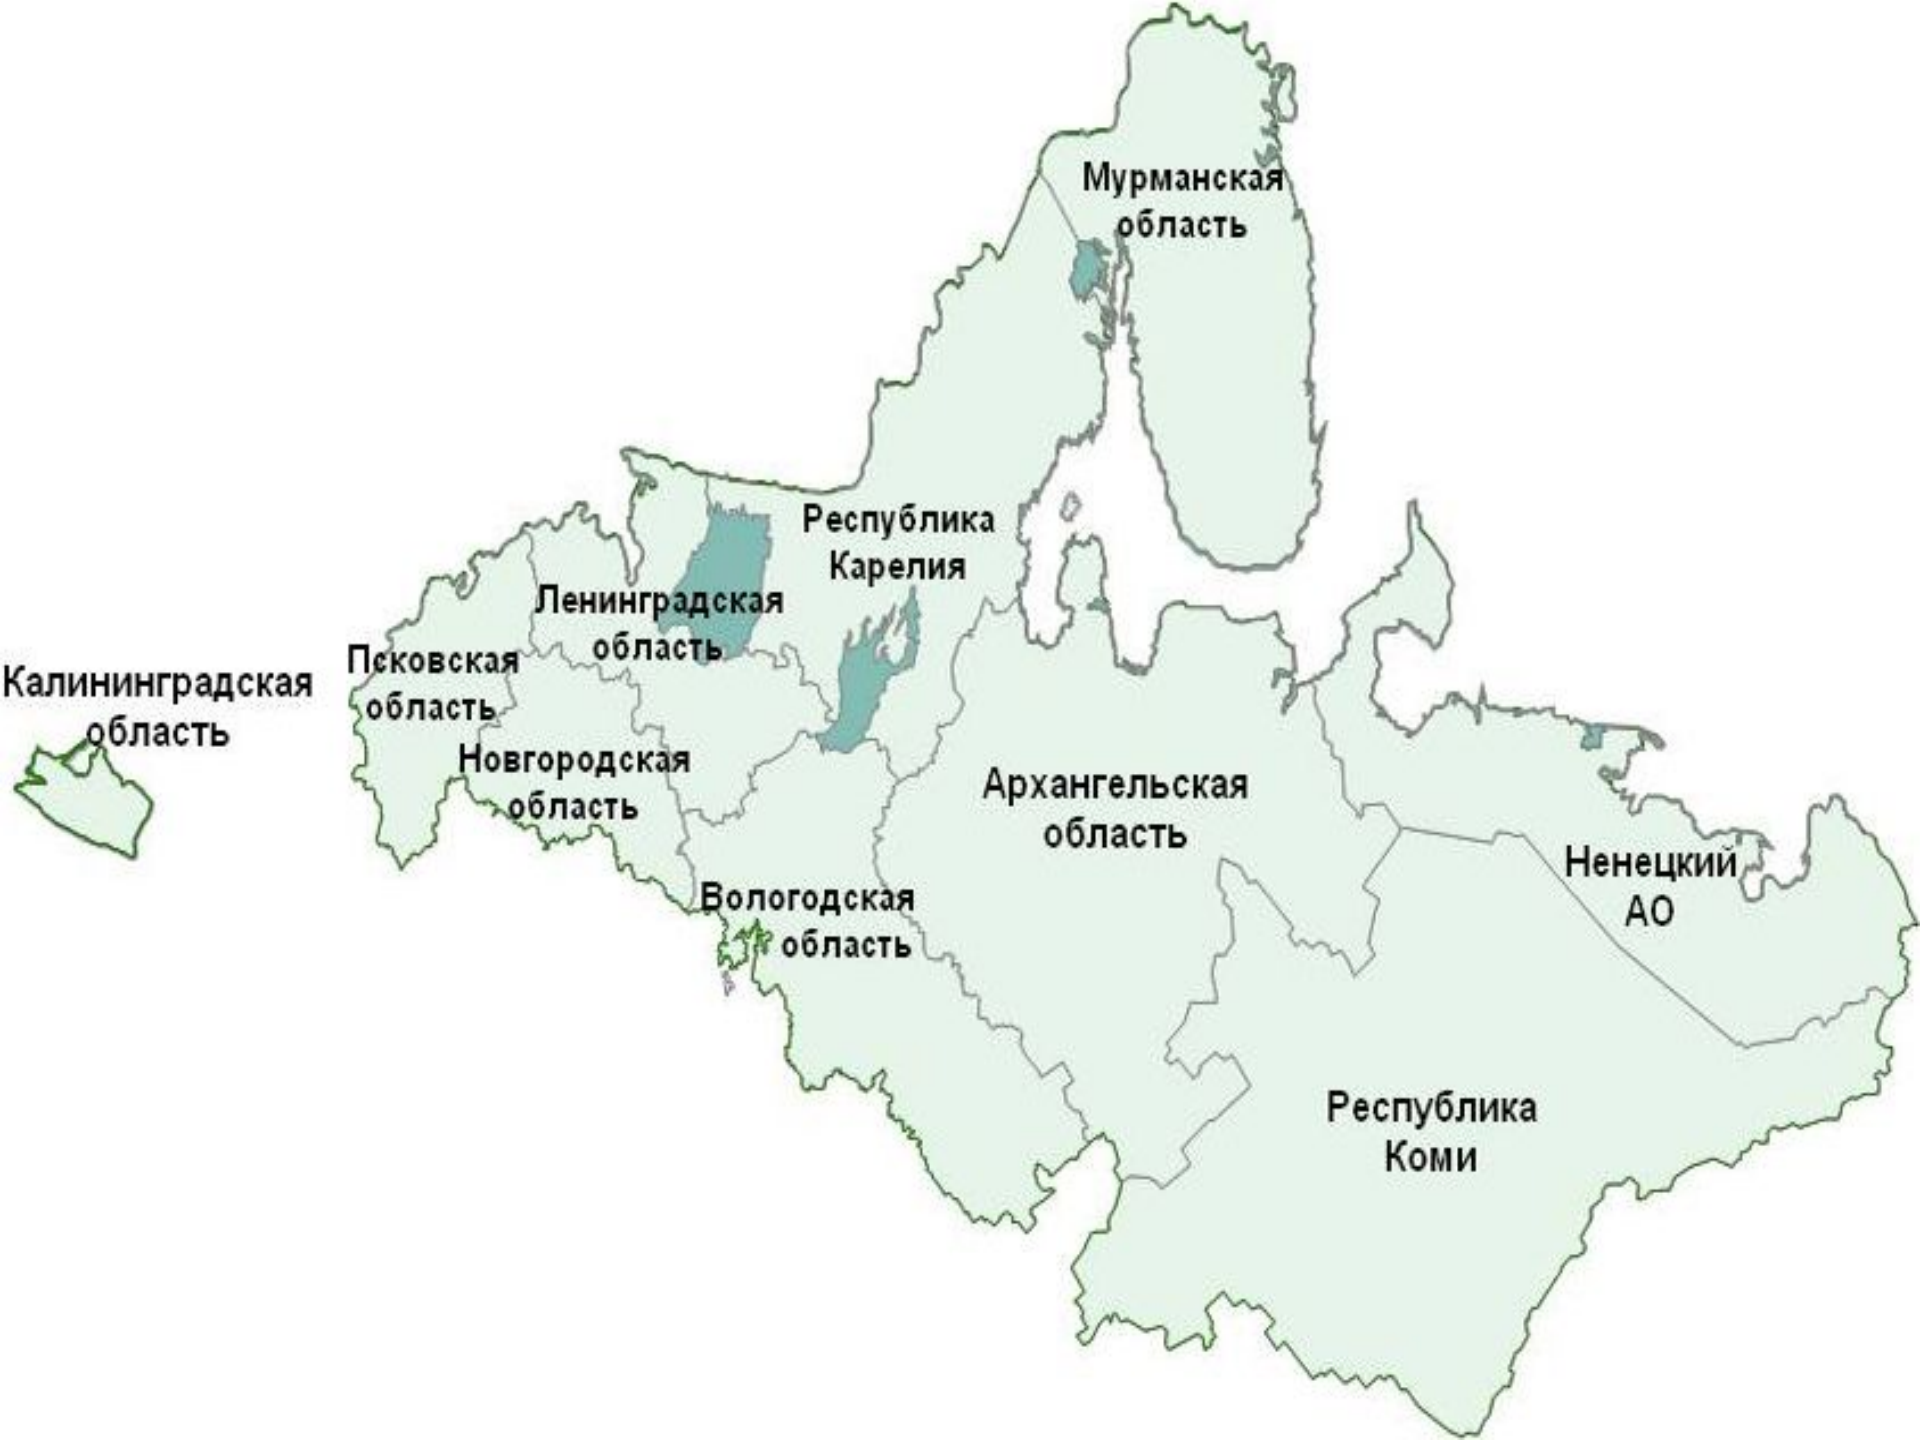 Мурманская
область
Республика
Карелия
Ленинградская
область
Псковская
область
Калининградская
область
Новгородская
область
Архангельская
область
Ненецкий
АО
Вологодская
область
Республика
Коми